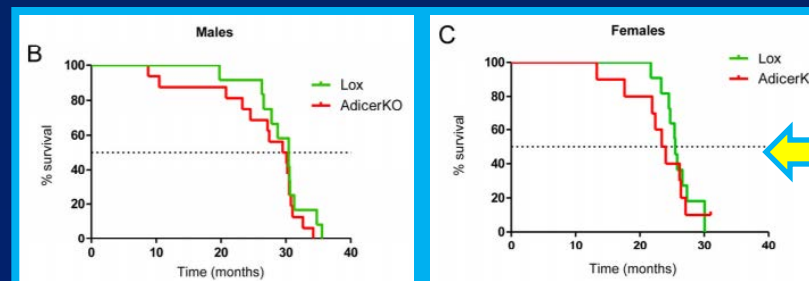 B
Males
Lox
AdicerKO
% survival
100
80
60
40
20
0
0 10 20 30 40
Time (months)
C
Females
Lox
AdicerK
% survival
100
80
60
40
20
0
0 10 20 30 40
Time (months)